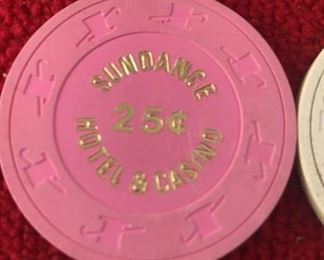 SUNDANCE
25¢
HOTEL & CASINO